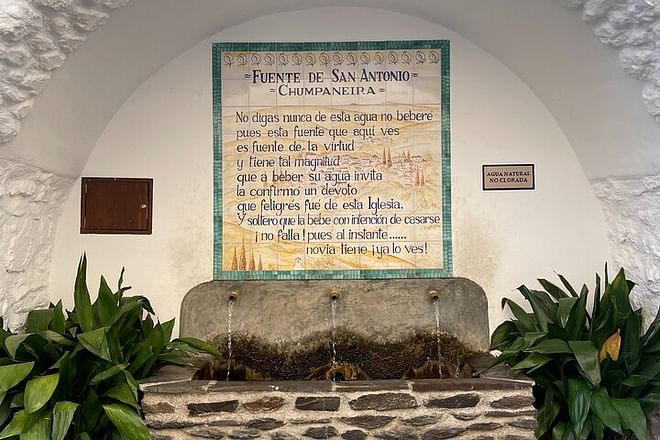 FUENTE DE SAN ANTONIO
CHUMPANEIRA
No digas nunca de esta agua no bebere
pues esta fuente que aqui ves
es fuente de la virtud
y tiene tal magnitud
que a beber su agua invita
la confirmo un devoto
que feligrés fué de esta Iglesia.
Y soltero que la bebe con intención de casarse
¡no falla! pues al instante......
novia tiene ¡ya lo ves!
AGUA NATURAL
NO CLORADA